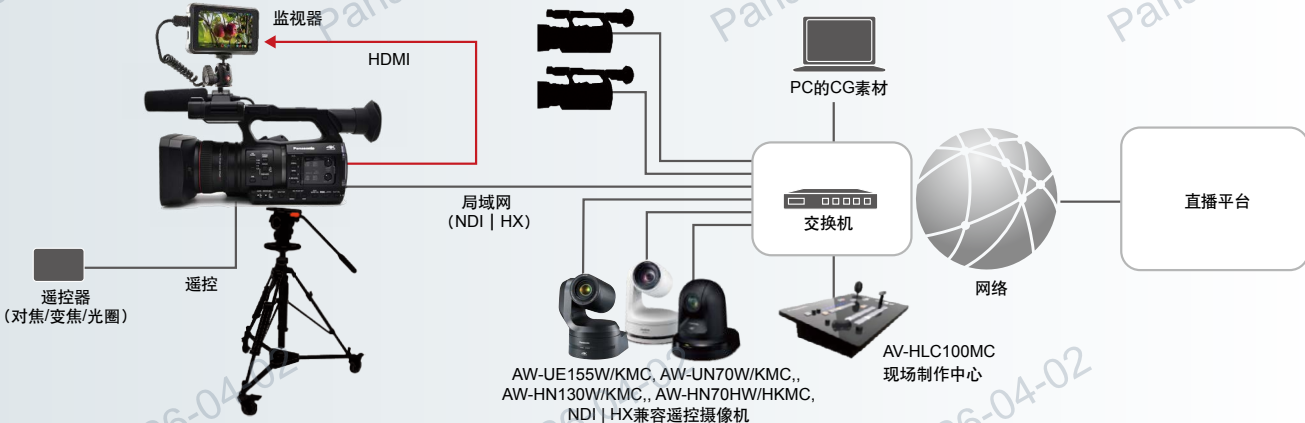 监视器
HDMI
Panasonic
4K
PC的CG素材
局域网
（NDI | HX）
交换机
直播平台
网络
遥控
遥控器
（对焦/变焦/光圈）
AV-HLC100MC
现场制作中心
AW-UE155W/KMC, AW-UN70W/KMC,,
AW-HN130W/KMC,, AW-HN70HW/HKMC,
NDI | HX兼容遥控摄像机